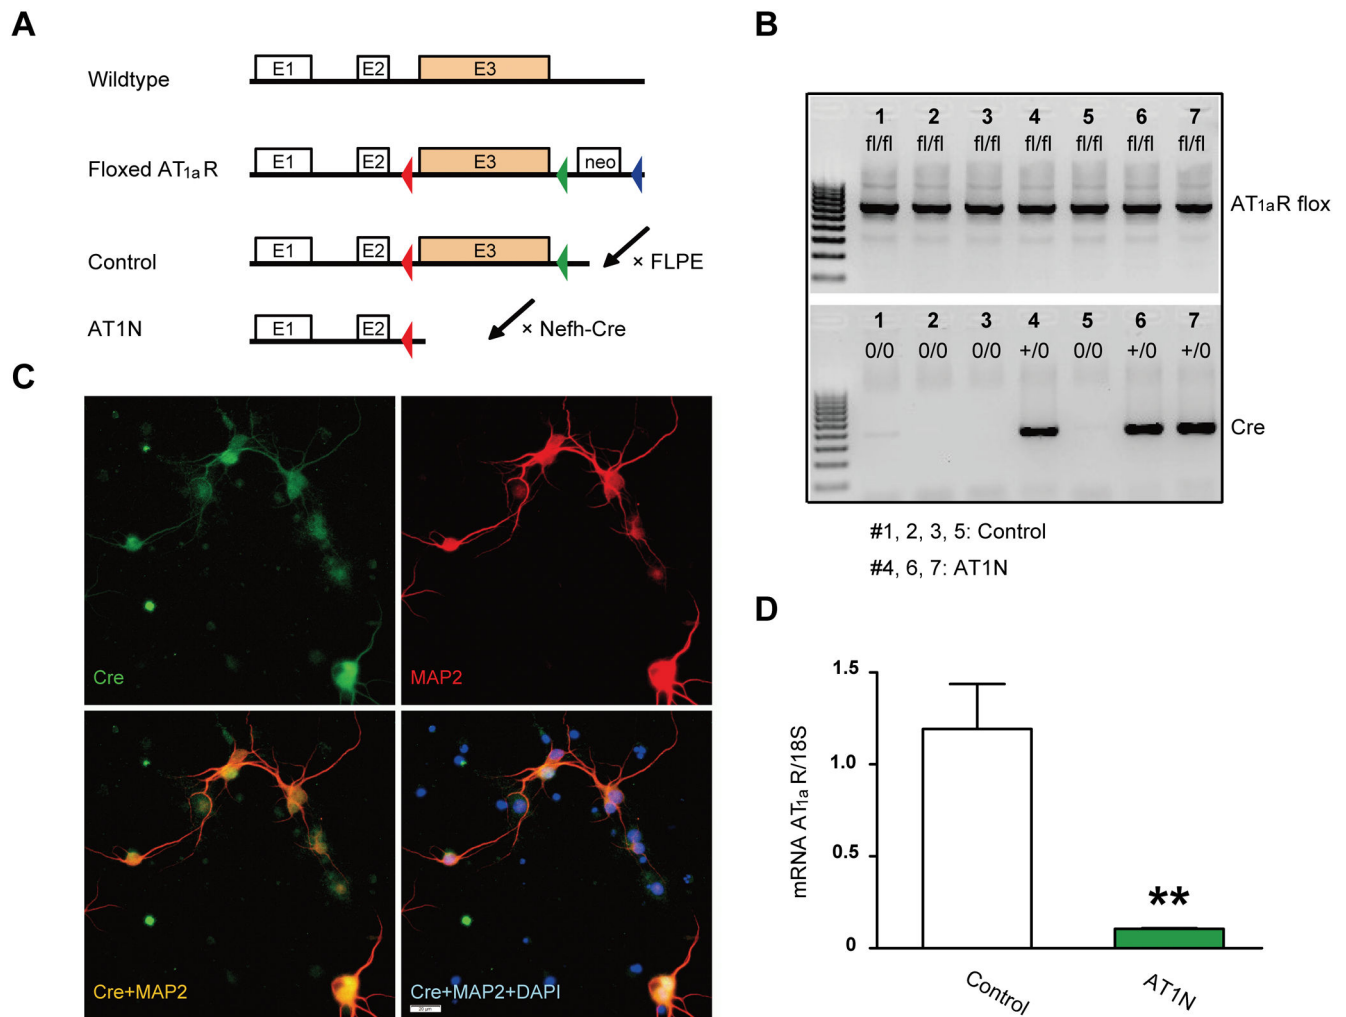 A
Wildtype
E1 E2 E3
Floxed AT1a R
E1 E2 E3 neo
Control
E1 E2 E3
× FLPE
AT1N
E1 E2
× Nefh-Cre
B
1 2 3 4 5 6 7
fl/fl fl/fl fl/fl fl/fl fl/fl fl/fl fl/fl
AT1aR flox
1 2 3 4 5 6 7
0/0 0/0 0/0 +/0 0/0 +/0 +/0
Cre
#1, 2, 3, 5: Control
#4, 6, 7: AT1N
C
Cre
MAP2
Cre+MAP2
Cre+MAP2+DAPI
20 µm
D
mRNA AT1a R/18S
1.5
1.0
0.5
0
**
Control
AT1N